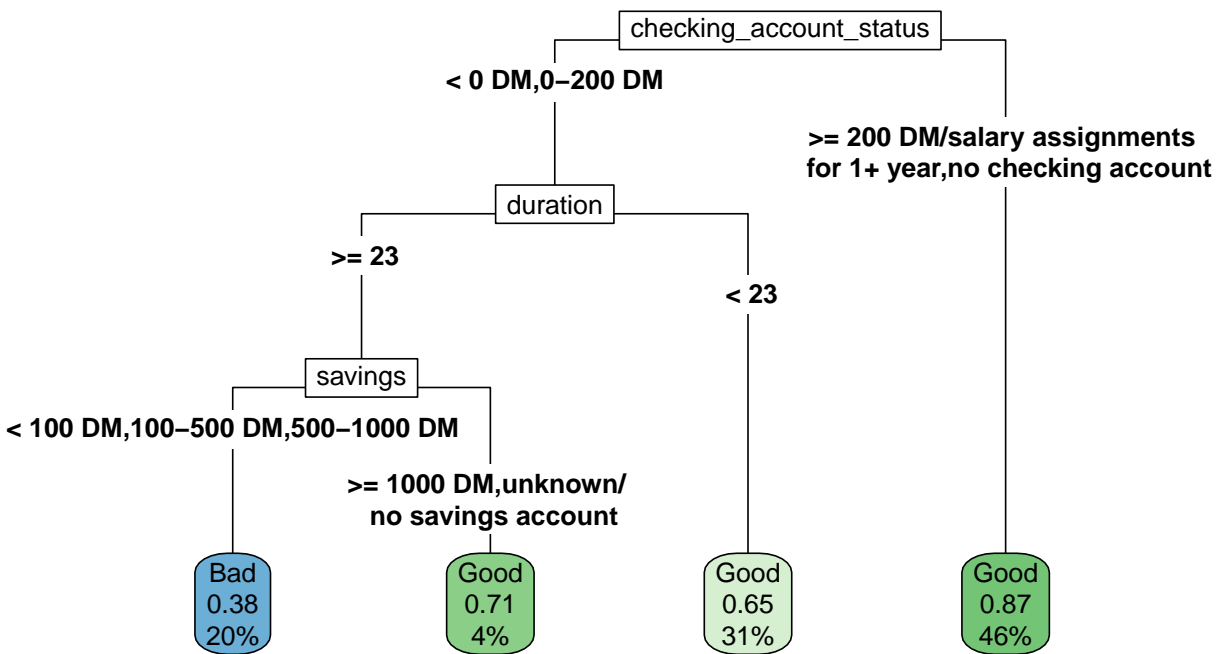 checking_account_status
< 0 DM,0−200 DM
>= 200 DM/salary assignments
for 1+ year,no checking account
duration
>= 23
< 23
savings
< 100 DM,100−500 DM,500−1000 DM
>= 1000 DM,unknown/
no savings account
Bad
0.38
20%
Good
0.71
4%
Good
0.65
31%
Good
0.87
46%